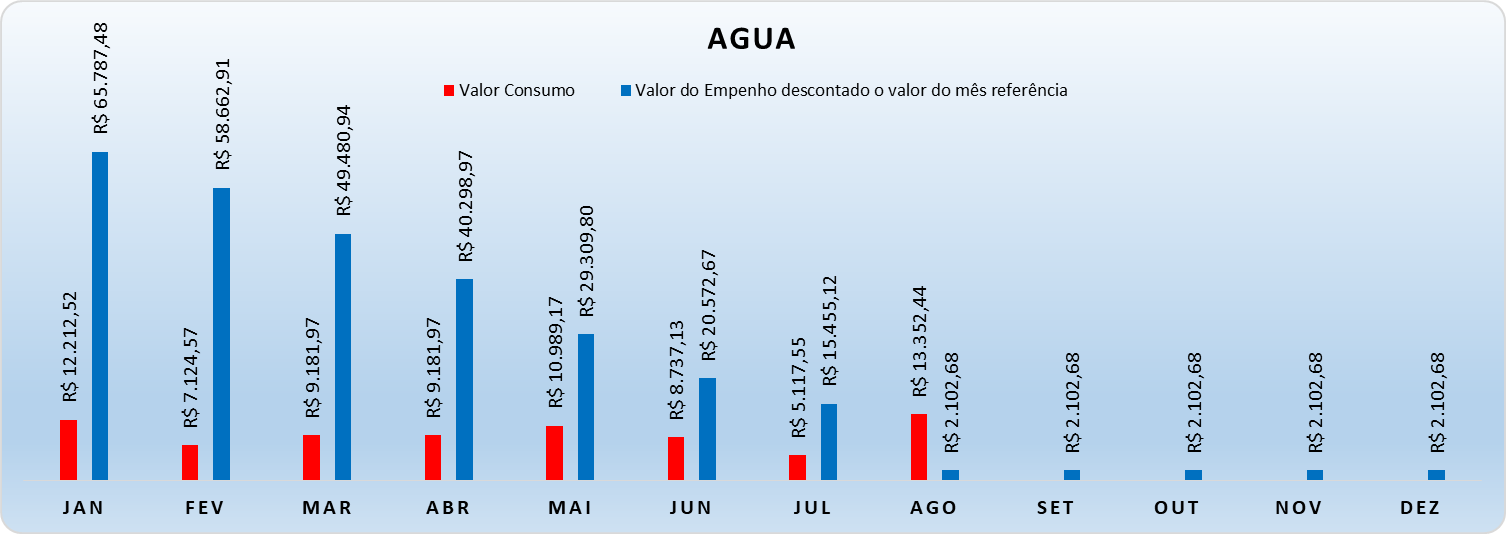 AGUA
Valor Consumo
Valor do Empenho descontado o valor do mês referência
R$ 12.212,52
R$ 65.787,48
R$ 7.124,57
R$ 58.662,91
R$ 9.181,97
R$ 49.480,94
R$ 9.181,97
R$ 40.298,97
R$ 10.989,17
R$ 29.309,80
R$ 8.737,13
R$ 20.572,67
R$ 5.117,55
R$ 15.455,12
R$ 13.352,44
R$ 2.102,68
R$ 2.102,68
R$ 2.102,68
R$ 2.102,68
R$ 2.102,68
JAN
FEV
MAR
ABR
MAI
JUN
JUL
AGO
SET
OUT
NOV
DEZ